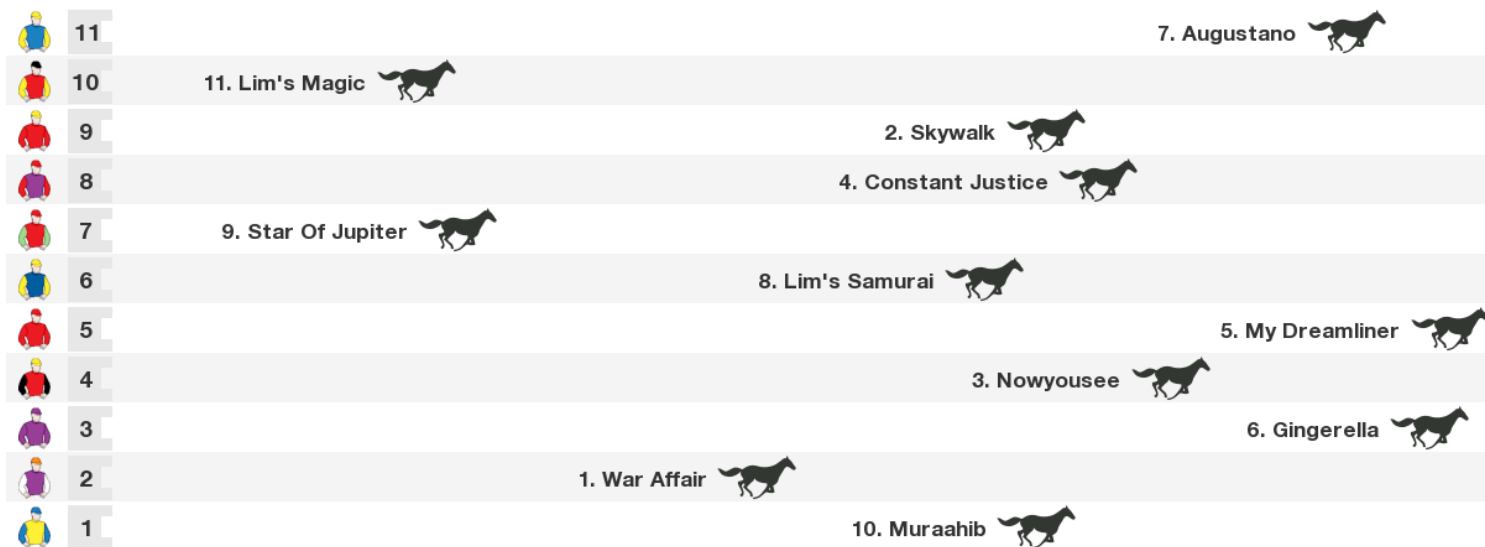 11 7. Augustano
10 11. Lim's Magic
9 2. Skywalk
8 4. Constant Justice
7 9. Star Of Jupiter
6 8. Lim's Samurai
5 5. My Dreamliner
4 3. Nowyousee
3 6. Gingerella
2 1. War Affair
1 10. Muraahib